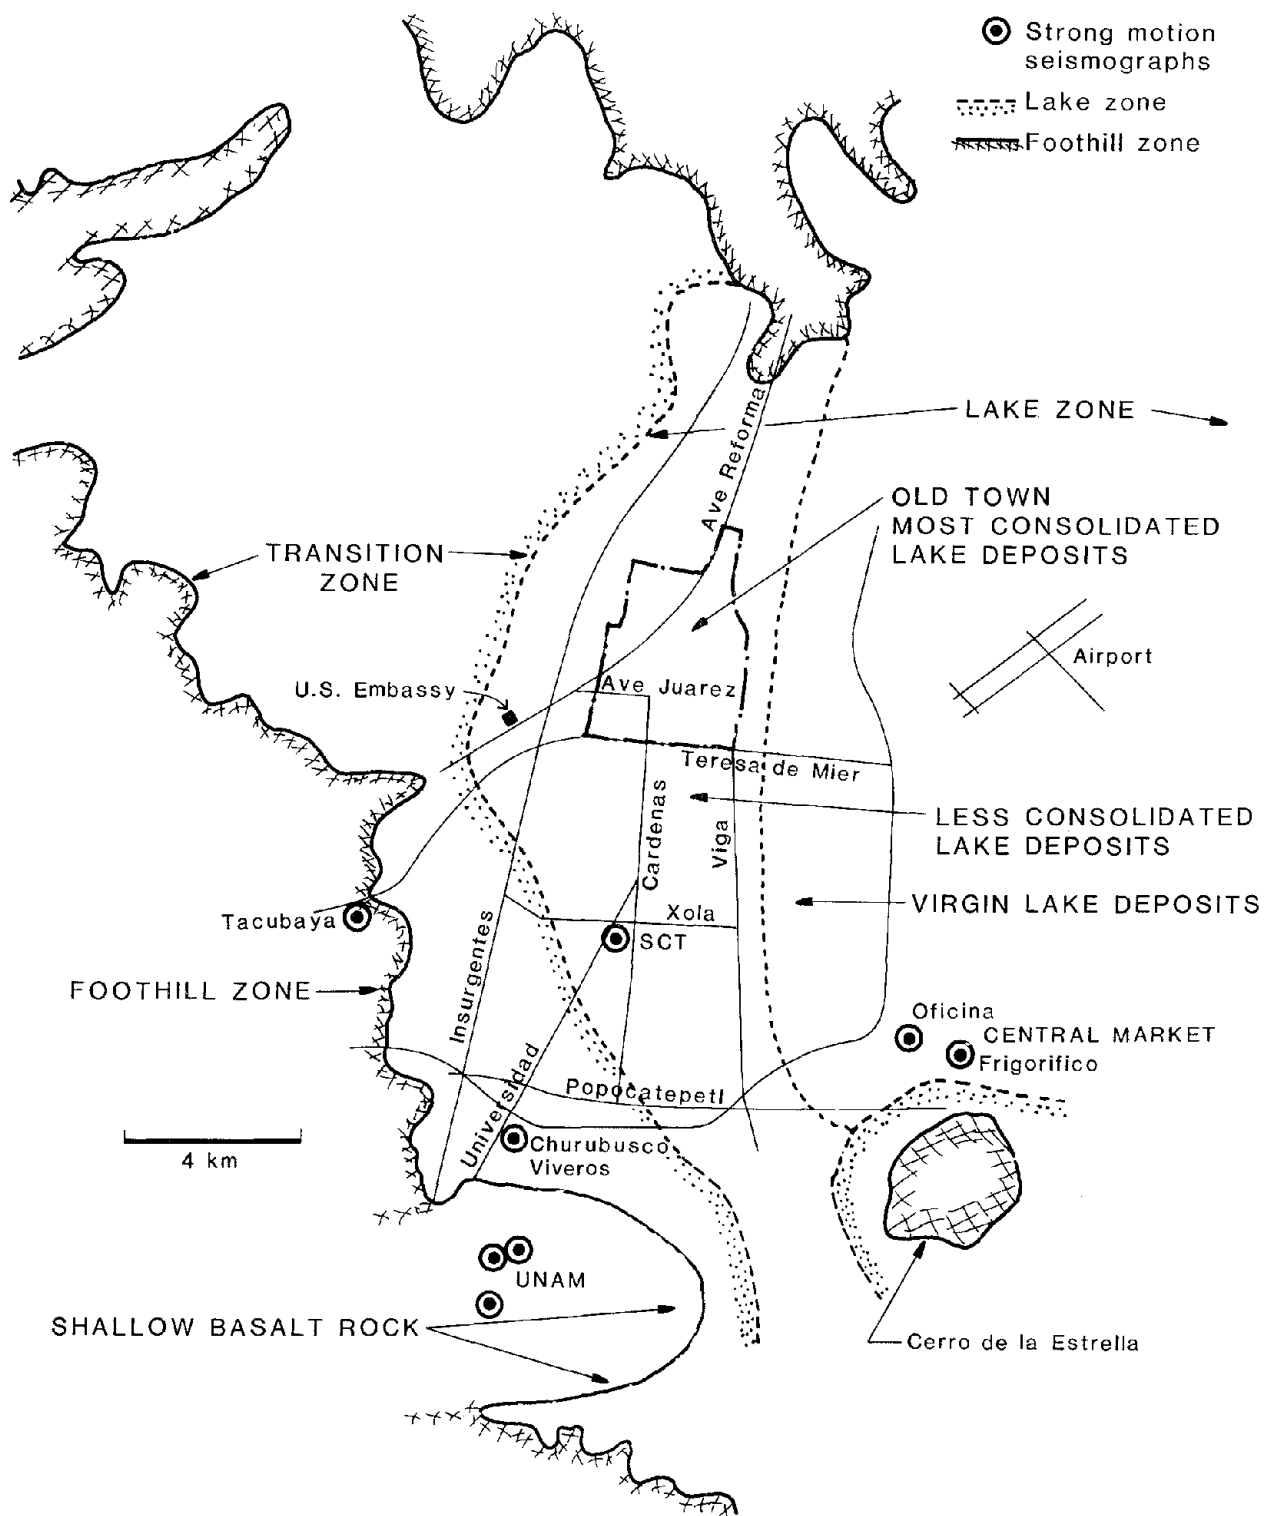 Strong motion
seismographs
Lake zone
Foothill zone
LAKE ZONE
Ave Reforma
OLD TOWN
MOST CONSOLIDATED
LAKE DEPOSITS
TRANSITION
ZONE
Airport
U.S. Embassy
Ave Juarez
Teresa de Mier
Cardenas
Viga
LESS CONSOLIDATED
LAKE DEPOSITS
VIRGIN LAKE DEPOSITS
Xola
Tacubaya
SCT
Insurgentes
FOOTHILL ZONE
Oficina
CENTRAL MARKET
Frigorifico
Universidad
Popocatepetl
4 km
Churubusco
Viveros
UNAM
SHALLOW BASALT ROCK
Cerro de la Estrella